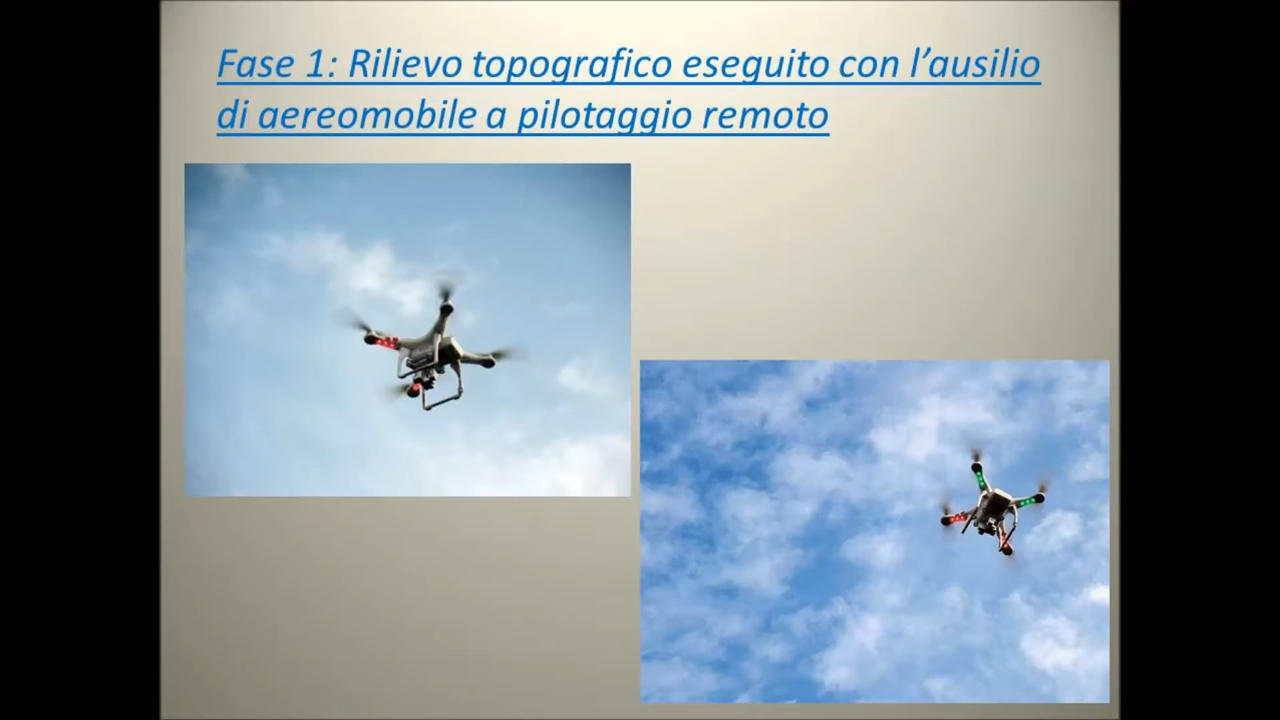 Fase 1: Rilievo topografico eseguito con l’ausilio
di aereomobile a pilotaggio remoto